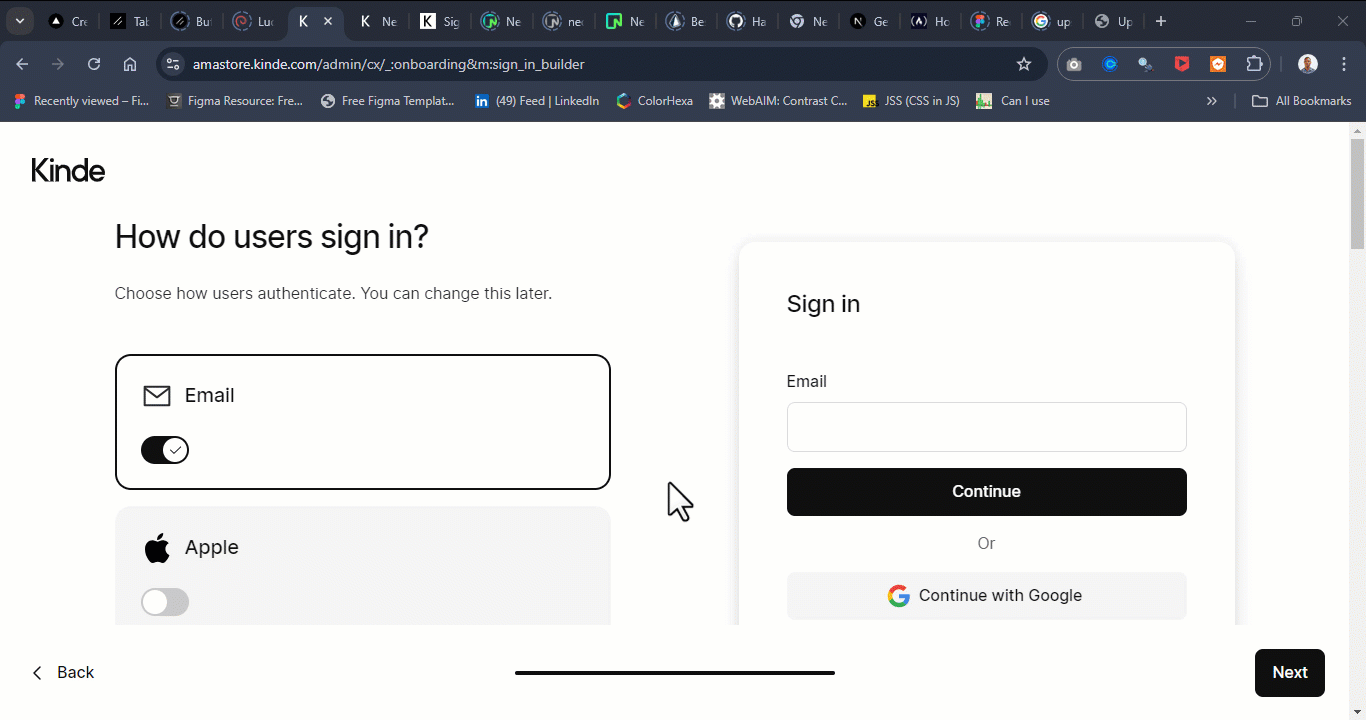 Cre
Tab
But
Luc
K
Ne
K Sig
Ne
nec
Ne
Be
Ha
Ne
Ge
Ho
Re
up
Up
amastore.kinde.com/admin/cx/_:onboarding&m:sign_in_builder
Recently viewed – Fi...
Figma Resource: Fre...
Free Figma Templat...
in (49) Feed | LinkedIn
ColorHexa
WebAIM: Contrast C...
JSS (CSS in JS)
Can I use
All Bookmarks
Kinde
How do users sign in?
Choose how users authenticate. You can change this later.
Email
Apple
Sign in
Email
Continue
Or
Continue with Google
Back
Next